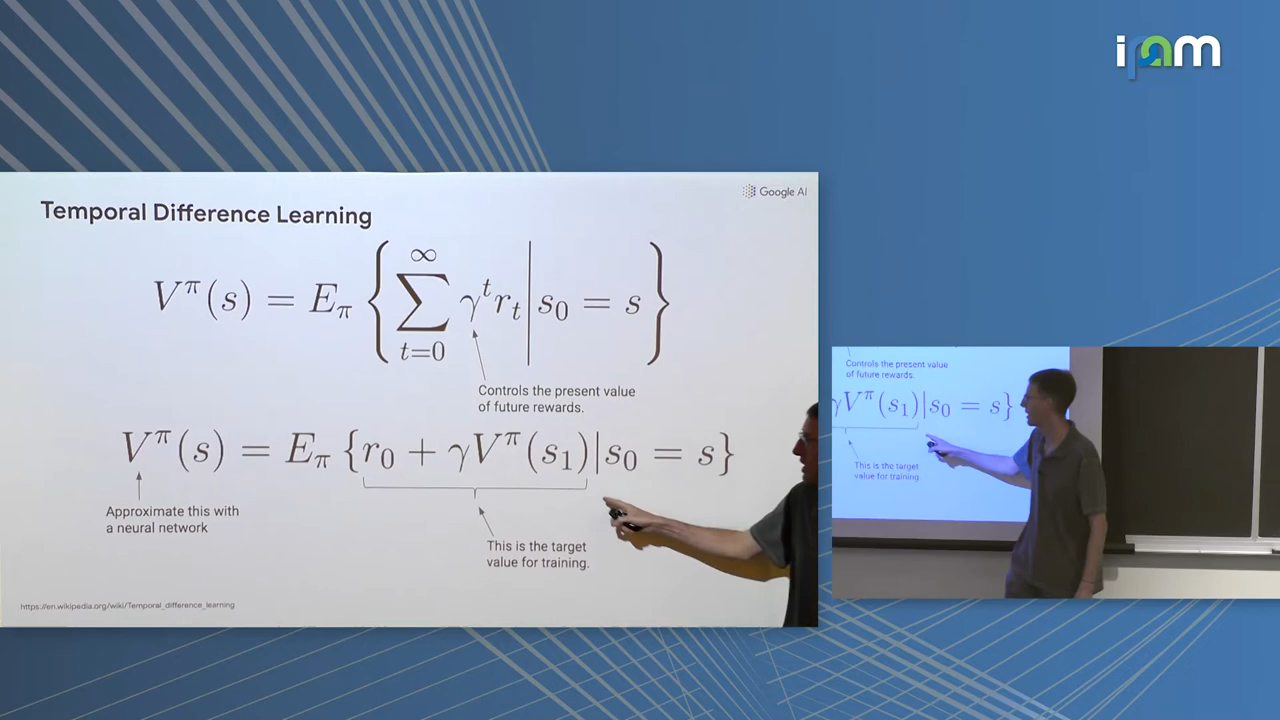 ipam
Google AI
Temporal Difference Learning
V^π(s) = E_π { ∑_{t=0}^{∞} γ^t r_t | s_0 = s }
Controls the present value
of future rewards.
V^π(s) = E_π {r_0 + γV^π(s_1)|s_0 = s}
Approximate this with
a neural network
This is the target
value for training.
https://en.wikipedia.org/wiki/Temporal_difference_learning
Controls the present value
of future rewards.
γV^π(s_1)|s_0 = s}
This is the target
value for training